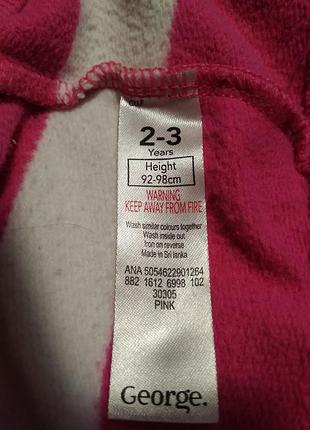 2-3
Years
Height
92-98cm
WARNING
KEEP AWAY FROM FIRE
Wash similar colours together
Wash inside out
Iron on reverse
Made in Sri lanka
ANA 5054622901264
882 1612 6998 102
30305
PINK
George.